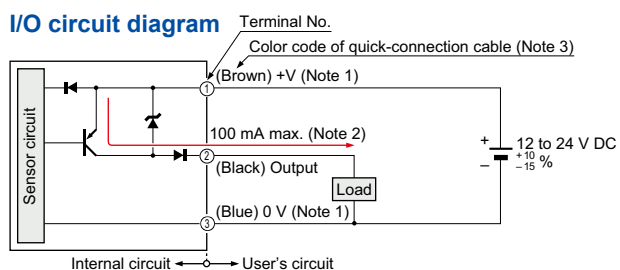 I/O circuit diagram
Terminal No.
Color code of quick-connection cable (Note 3)
1
(Brown) +V (Note 1)
Sensor circuit
100 mA max. (Note 2)
2
(Black) Output
Load
+
−
12 to 24 V DC
+10
−15 %
3
(Blue) 0 V (Note 1)
Internal circuit
User's circuit